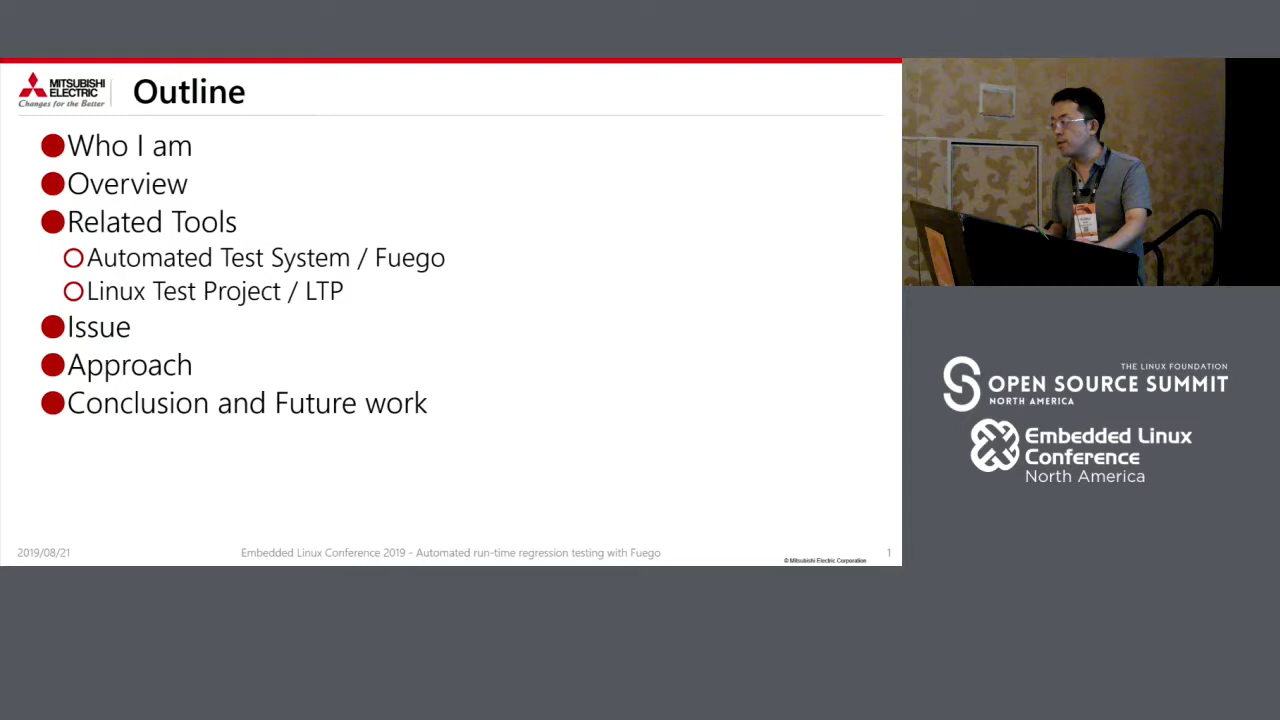 MITSUBISHI
ELECTRIC
Changes for the Better
Outline
Who I am
Overview
Related Tools
Automated Test System / Fuego
Linux Test Project / LTP
Issue
Approach
Conclusion and Future work
2019/08/21
Embedded Linux Conference 2019 - Automated run-time regression testing with Fuego
© Mitsubishi Electric Corporation
1
THE LINUX FOUNDATION
OPEN SOURCE SUMMIT
NORTH AMERICA
Embedded Linux
Conference
North America